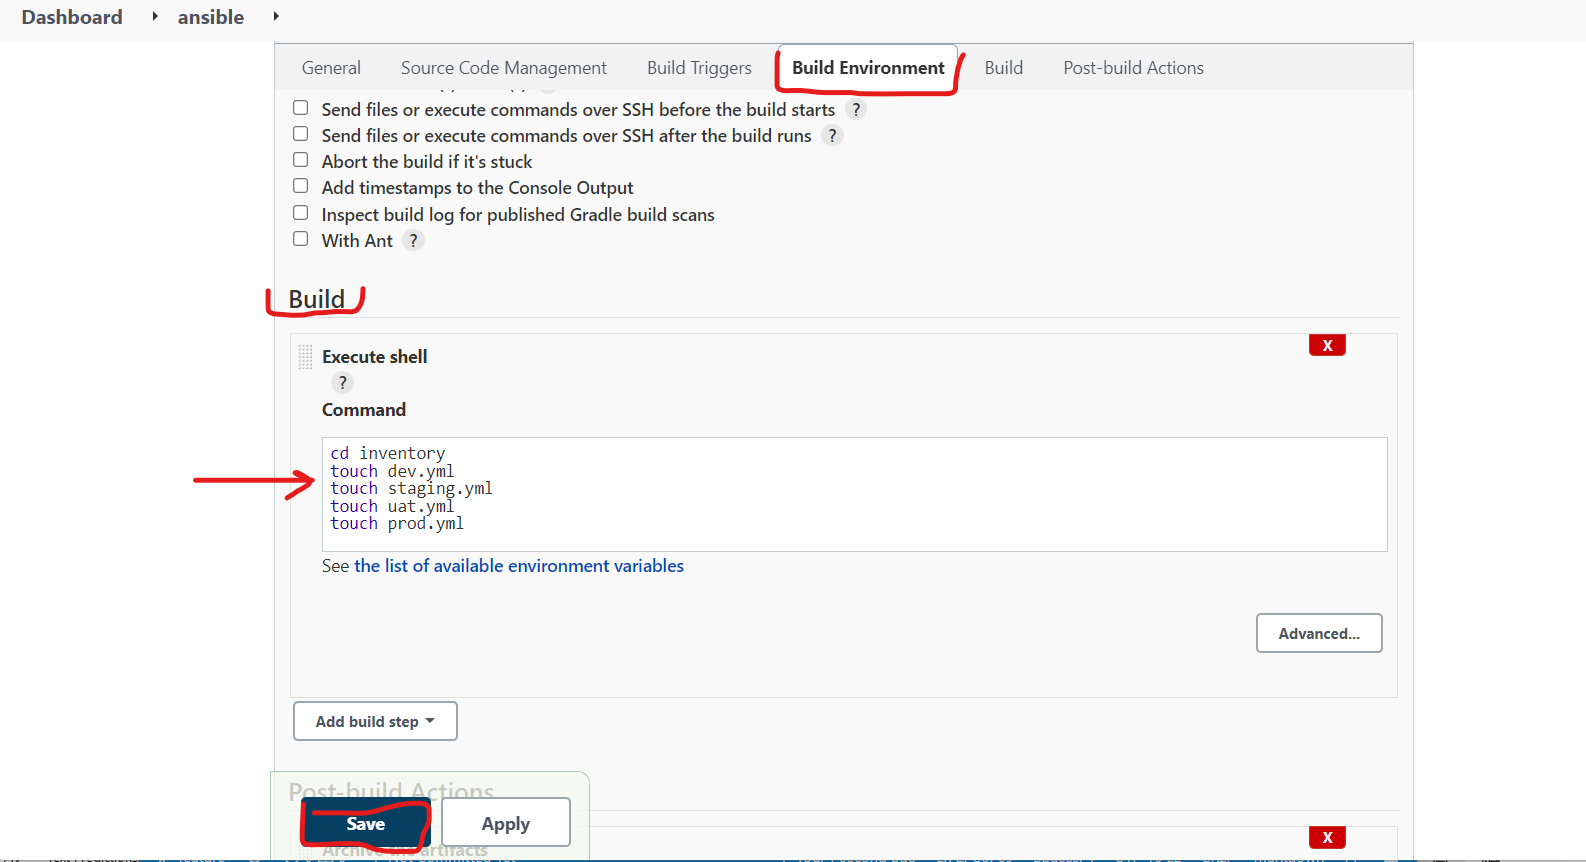 Dashboard ansible
General Source Code Management Build Triggers Build Environment Build Post-build Actions
Send files or execute commands over SSH before the build starts ?
Send files or execute commands over SSH after the build runs ?
Abort the build if it's stuck
Add timestamps to the Console Output
Inspect build log for published Gradle build scans
With Ant ?
Build
X
Execute shell
?
Command
cd inventory
touch dev.yml
touch staging.yml
touch uat.yml
touch prod.yml
See the list of available environment variables
Advanced...
Add build step
Post-build Actions
Save Apply
X
Archive the artifacts